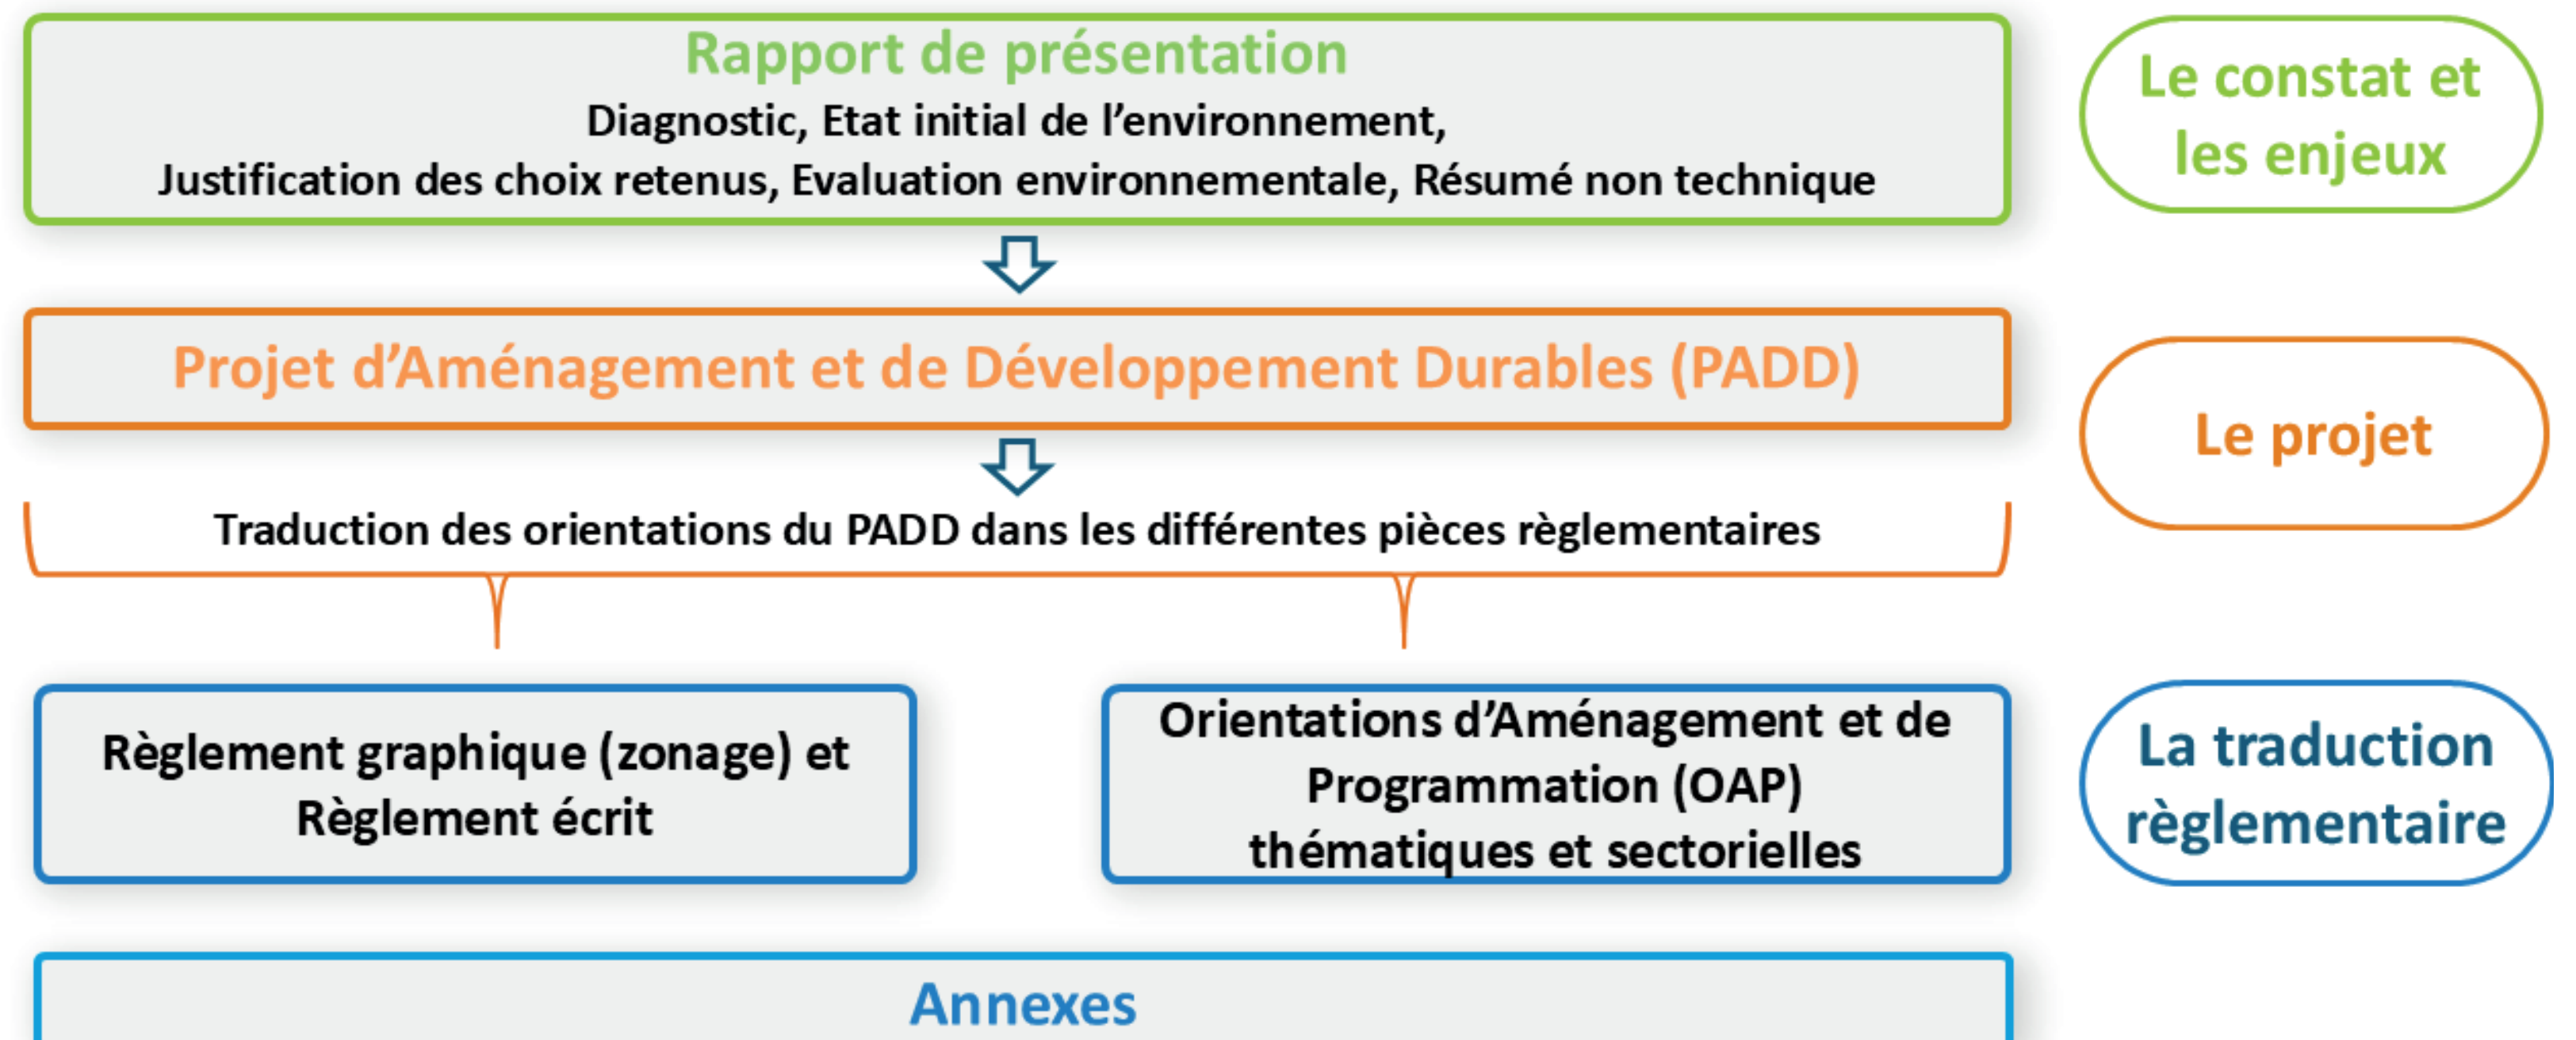 Rapport de présentation
Diagnostic, Etat initial de l'environnement,
Justification des choix retenus, Evaluation environnementale, Résumé non technique
Le constat et
les enjeux
Projet d'Aménagement et de Développement Durables (PADD)
Le projet
Traduction des orientations du PADD dans les différentes pièces règlementaires
Règlement graphique (zonage) et
Règlement écrit
Orientations d'Aménagement et de
Programmation (OAP)
thématiques et sectorielles
La traduction
règlementaire
Annexes